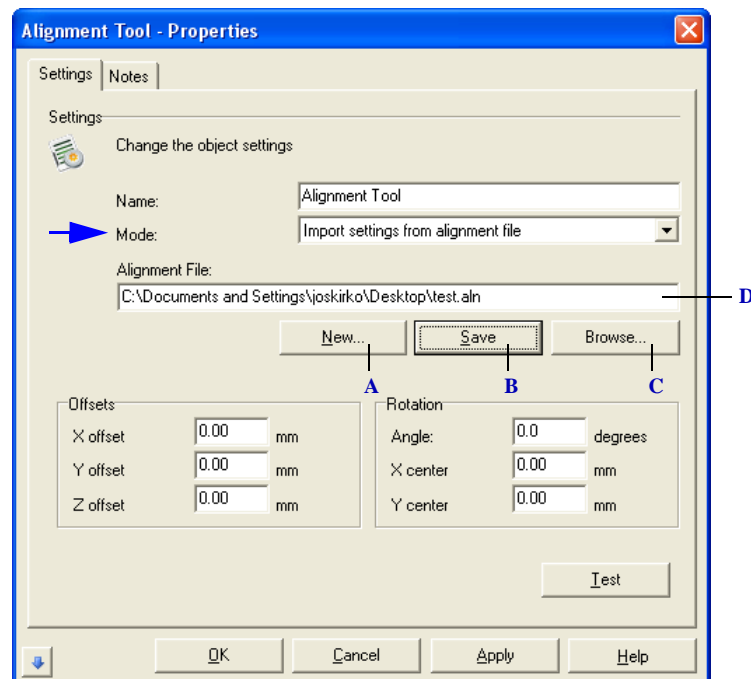 Alignment Tool - Properties
Settings Notes
Settings
Change the object settings
Name: Alignment Tool
Mode: Import settings from alignment file
Alignment File:
C:\Documents and Settings\joskirko\Desktop\test.aln
D
New... Save Browse...
A B C
Offsets Rotation
X offset 0.00 mm Angle: 0.0 degrees
Y offset 0.00 mm X center 0.00 mm
Z offset 0.00 mm Y center 0.00 mm
Test
OK Cancel Apply Help